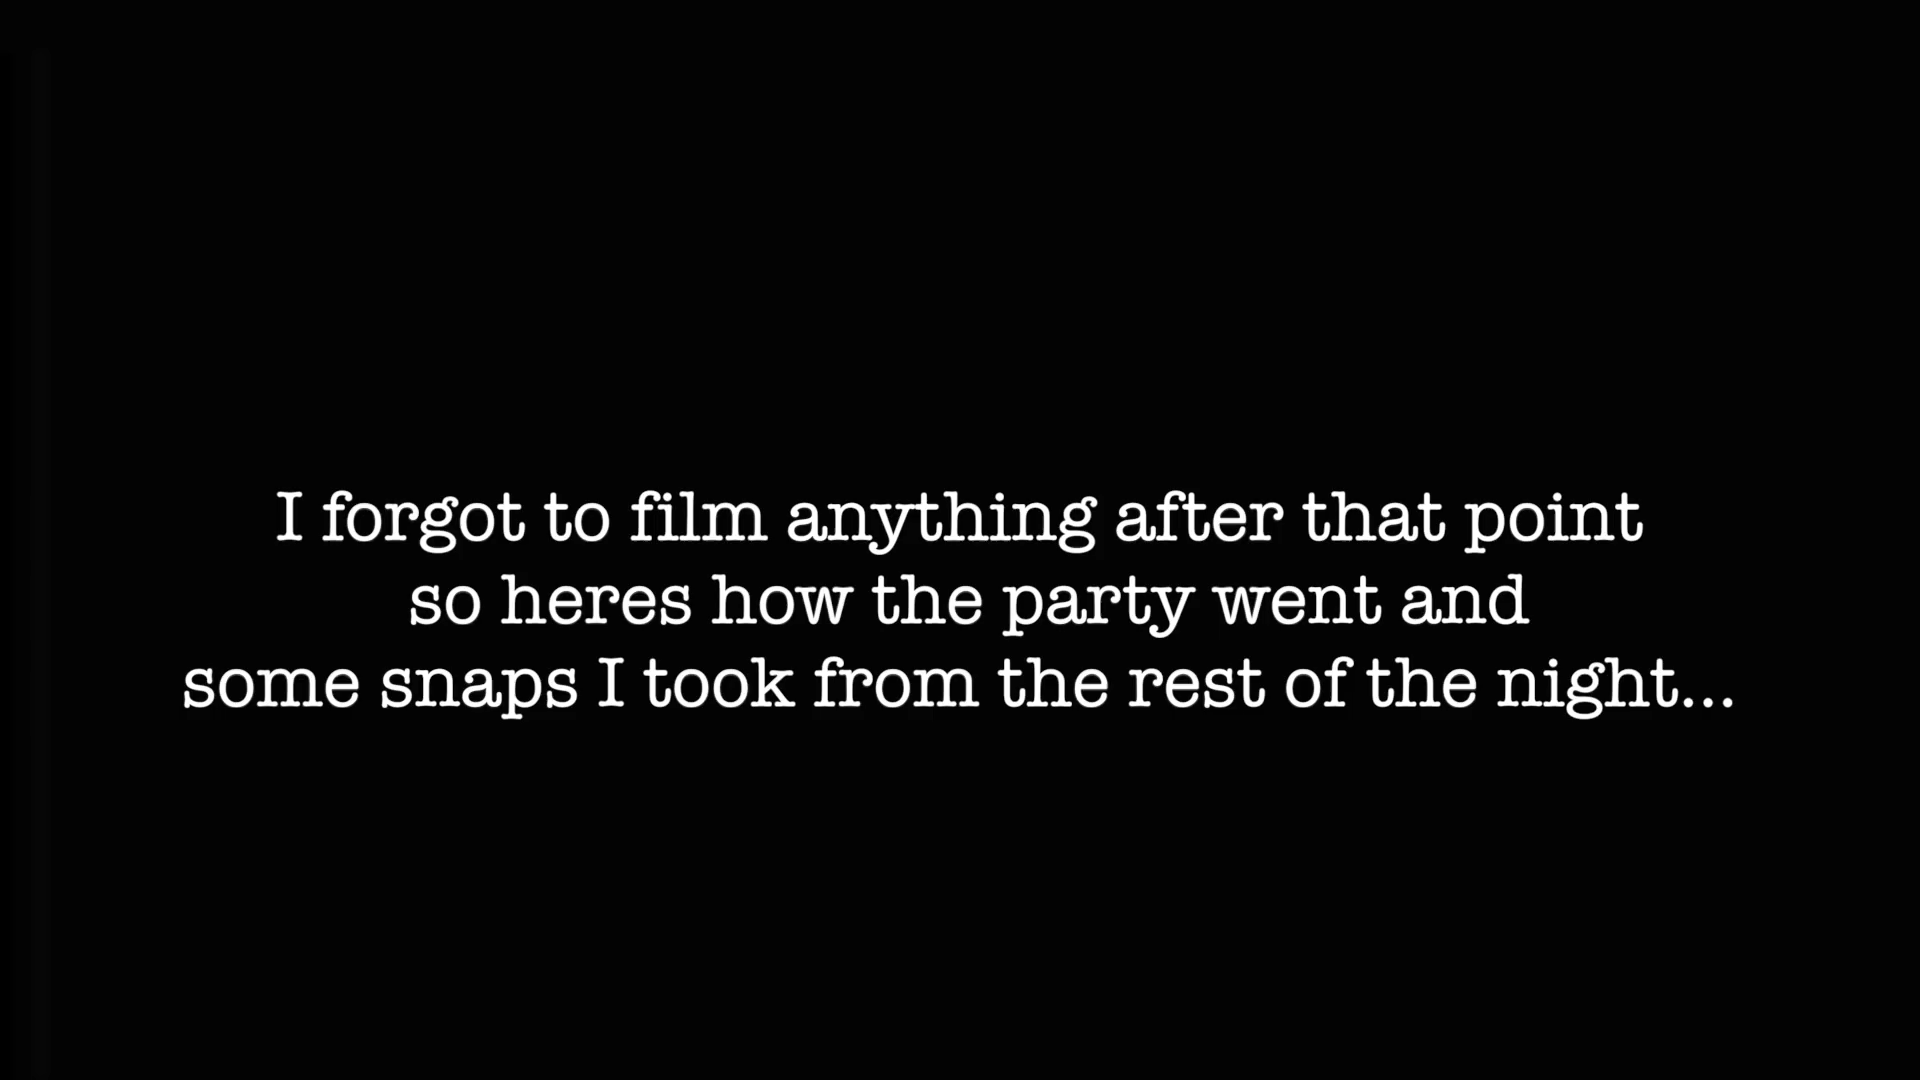 I forgot to film anything after that point
so heres how the party went and
some snaps I took from the rest of the night...